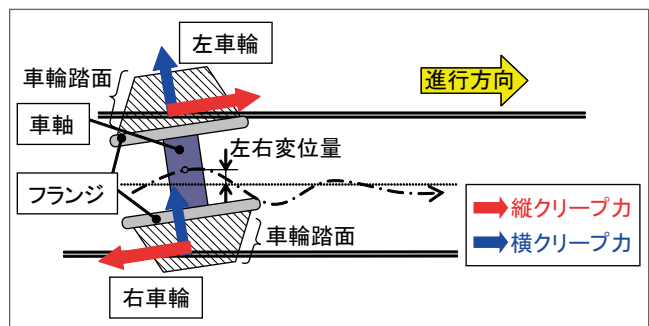 左車輪
車輪踏面
進行方向
車軸
左右変位量
フランジ
縦クリープ力
横クリープ力
車輪踏面
右車輪